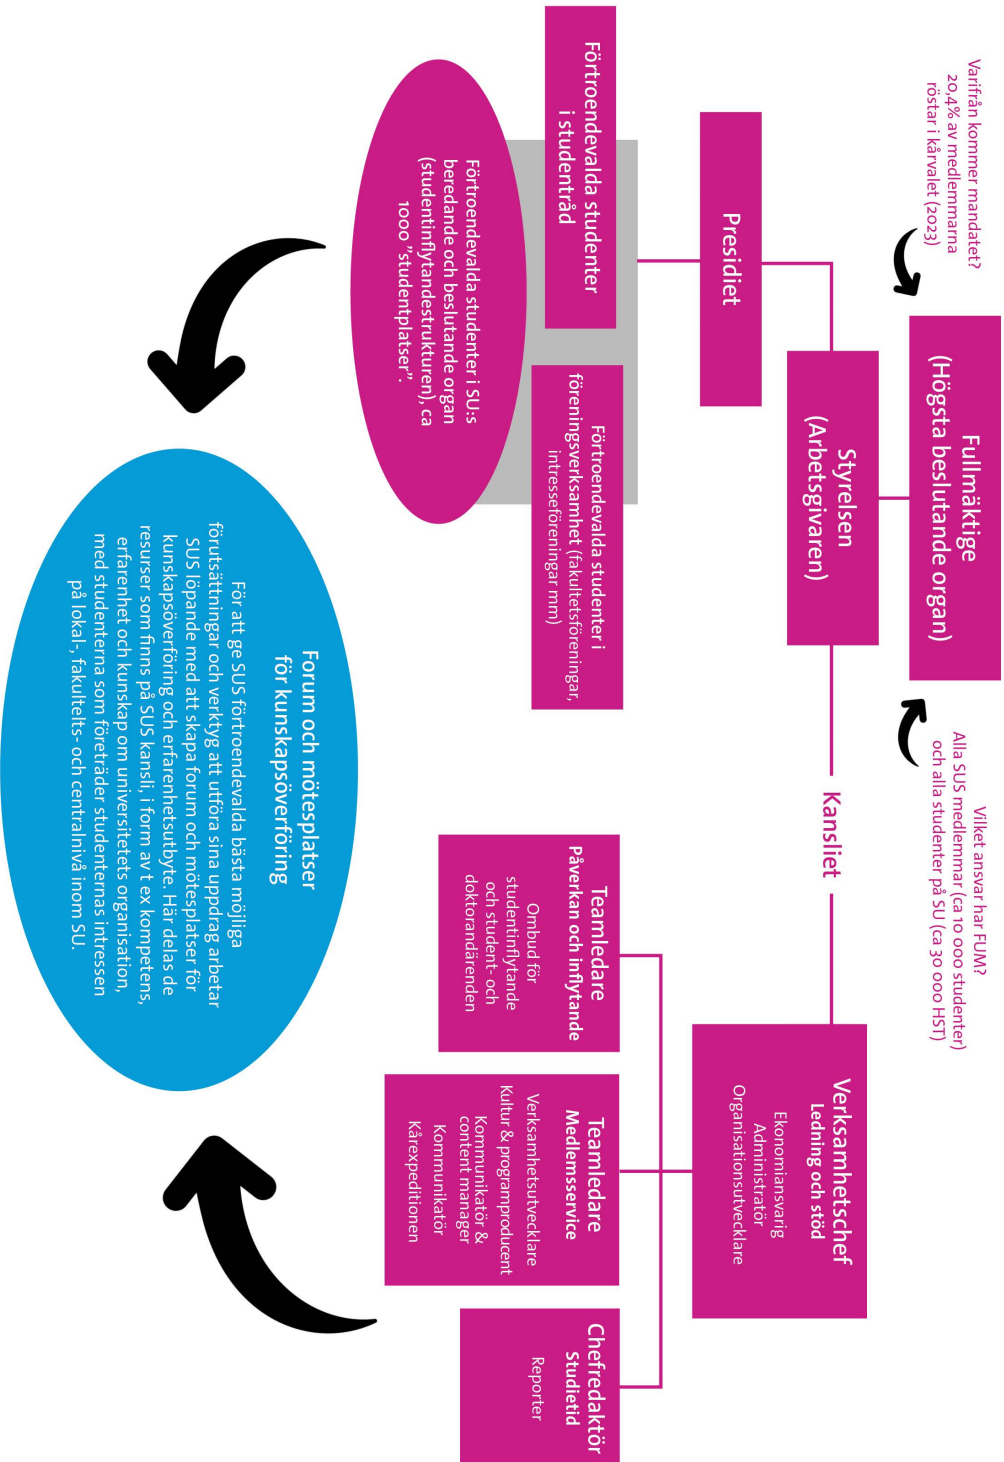 Varifrån kommer mandatet?
20,4% av medlemmarna
röstar i kårvalet (2023)
Fullmäktige
(Högsta beslutande organ)
Vilket ansvar har FUM?
Alla SUS medlemmar (ca 10 000 studenter)
och alla studenter på SU (ca 30 000 HST)
Styrelsen
(Arbetsgivaren)
Kansliet
Presidiet
Verksamhetschef
Ledning och stöd
Ekonomiansvarig
Administratör
Organisationsutvecklare
Förtroendevalda studenter
i studentråd
Förtroendevalda studenter i
föreningsverksamhet (fakultetsföreningar,
intresseföreningar mm)
Teamledare
Påverkan och inflytande
Ombud för
studentinflytande
och student- och
doktorandärenden
Teamledare
Medlemsservice
Verksamhetsutvecklare
Kultur & programproducent
Kommunikatör &
content manager
Kommunikatör
Kårexpeditionen
Chefredaktör
Studietid
Reporter
Förtroendevalda studenter i SU:s
beredande och beslutande organ
(studentinflytandestrukturen), ca
1000 ”studentplatser”.
Forum och mötesplatser
för kunskapsöverföring
För att ge SUS förtroendevalda bästa möjliga
förutsättningar och verktyg att utföra sina uppdrag arbetar
SUS löpande med att skapa forum och mötesplatser för
kunskapsöverföring och erfarenhetsutbyte. Här delas de
resurser som finns på SUS kansli, i form av t ex kompetens,
erfarenhet och kunskap om universitetets organisation,
med studenterna som företräder studenternas intressen
på lokal-, fakultelts- och centralnivå inom SU.